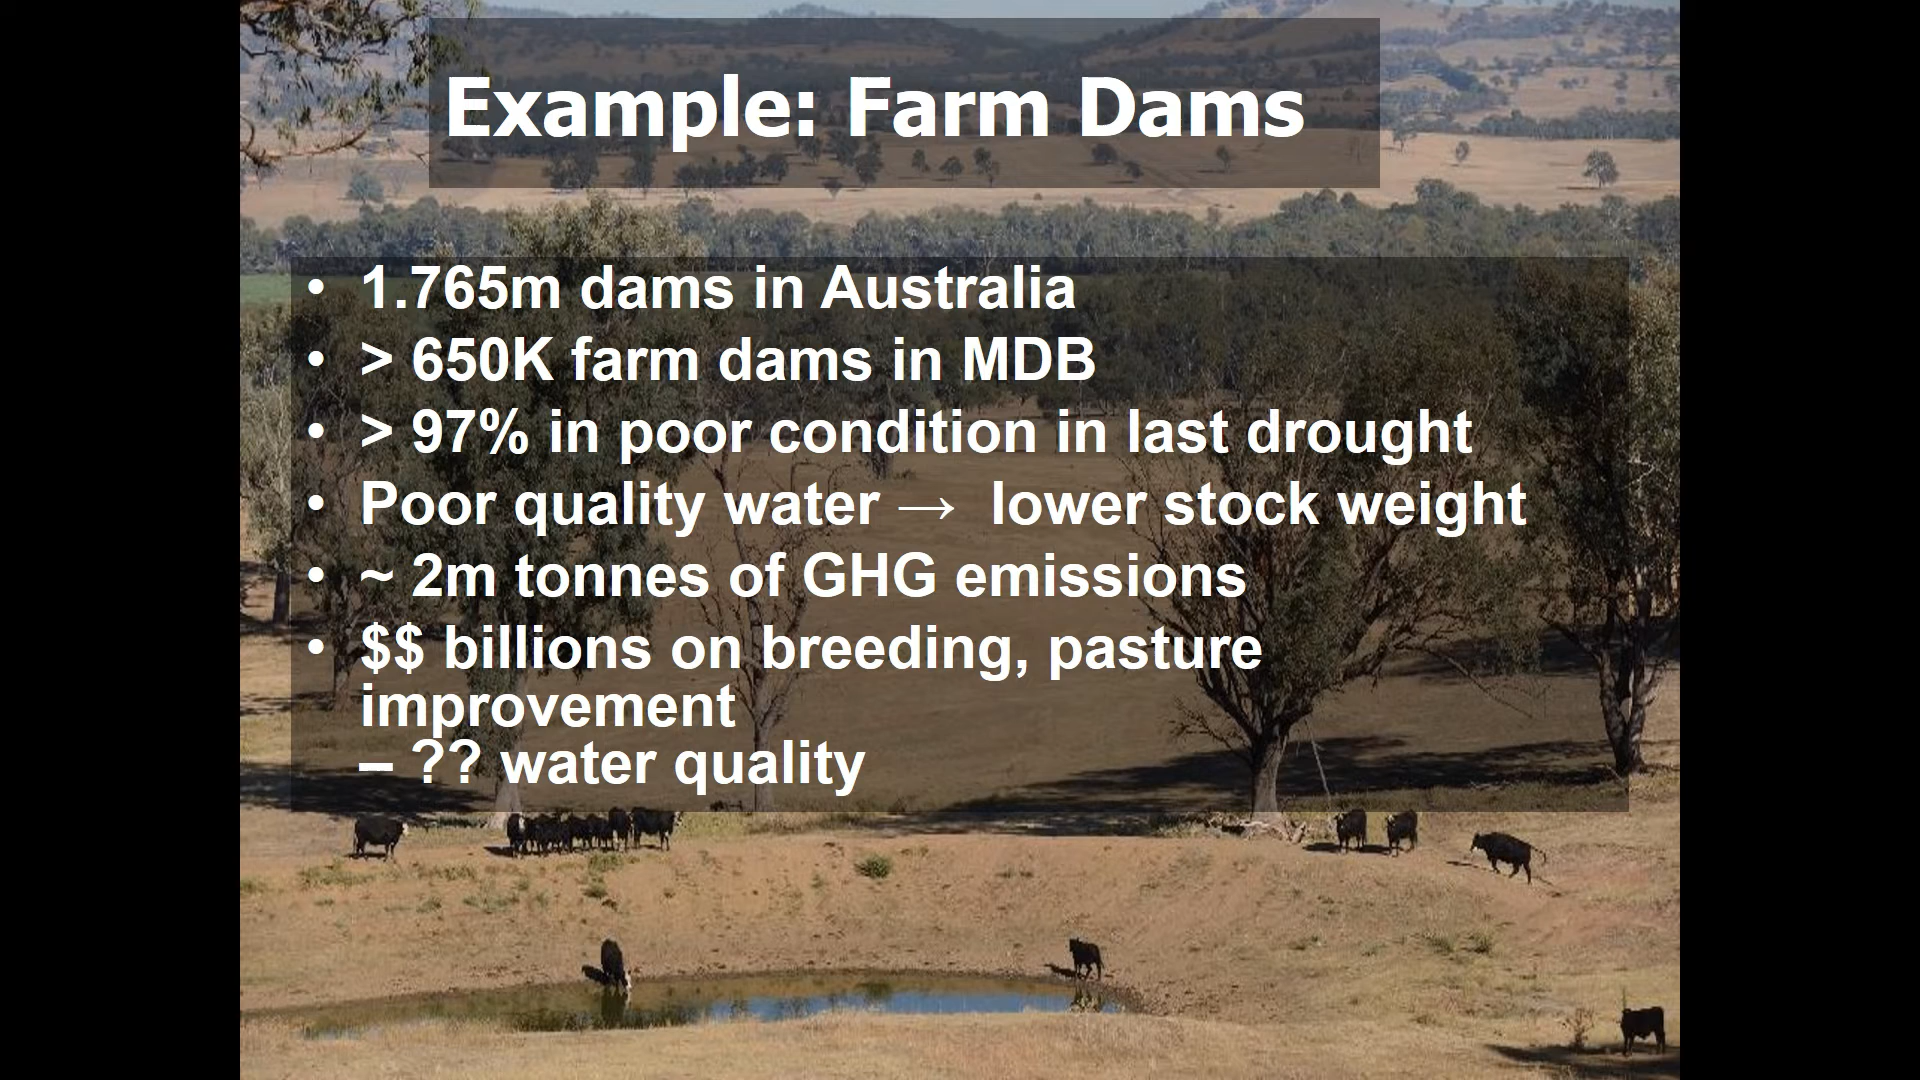 Example: Farm Dams
• 1.765m dams in Australia
• > 650K farm dams in MDB
• > 97% in poor condition in last drought
• Poor quality water → lower stock weight
• ~ 2m tonnes of GHG emissions
• $$ billions on breeding, pasture
improvement
– ?? water quality